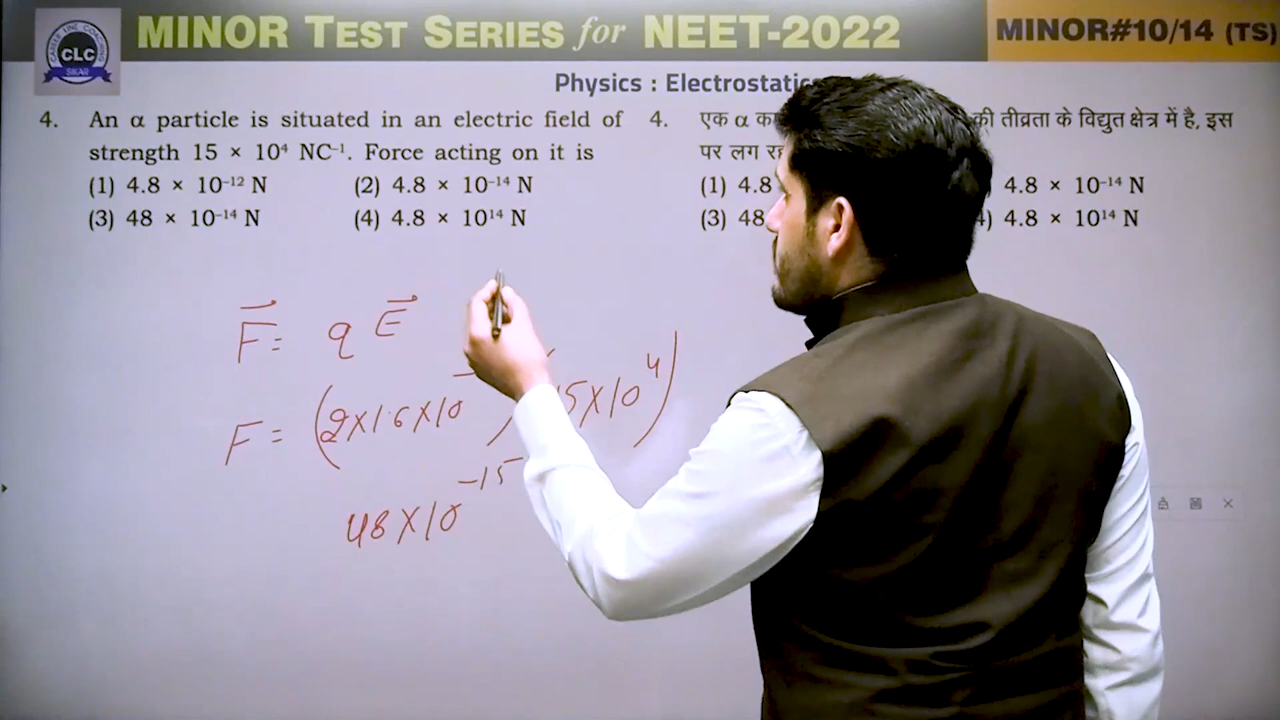 MINOR TEST SERIES for NEET-2022
MINOR#10/14 (TS)
CLC
SIKAR
Physics : Electrostatics
4. An α particle is situated in an electric field of
strength 15 × 10⁴ NC⁻¹. Force acting on it is
(1) 4.8 × 10⁻¹² N (2) 4.8 × 10⁻¹⁴ N
(3) 48 × 10⁻¹⁴ N (4) 4.8 × 10¹⁴ N
4. एक α की तीव्रता के विद्युत क्षेत्र में है, इस
पर लग
(1) 4.8 4.8 × 10⁻¹⁴ N
(3) 48 4) 4.8 × 10¹⁴ N
F⃗ = q E⃗
F = (2×1.6×10 ) 5×10⁴)
48×10⁻¹⁵